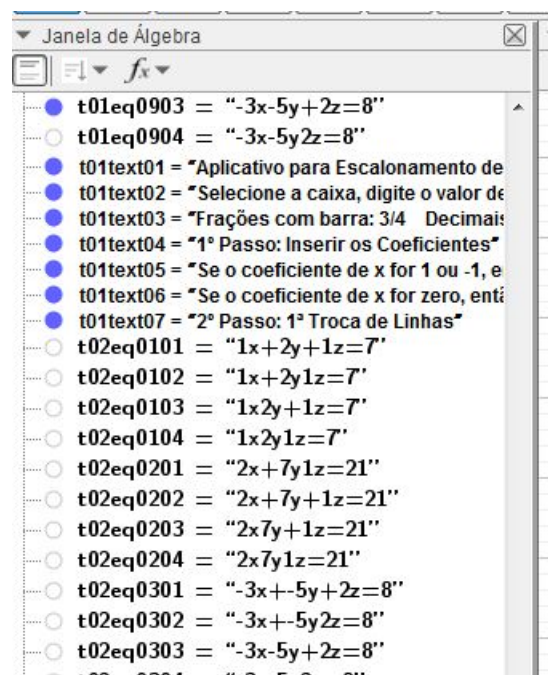 Janela de Álgebra
fx
t01eq0903 = “-3x-5y+2z=8”
t01eq0904 = “-3x-5y2z=8”
t01text01 = "Aplicativo para Escalonamento de
t01text02 = "Selecione a caixa, digite o valor de
t01text03 = "Frações com barra: 3/4 Decimais
t01text04 = "1º Passo: Inserir os Coeficientes"
t01text05 = "Se o coeficiente de x for 1 ou -1, e
t01text06 = "Se o coeficiente de x for zero, entã
t01text07 = "2º Passo: 1ª Troca de Linhas"
t02eq0101 = “1x+2y+1z=7”
t02eq0102 = “1x+2y1z=7”
t02eq0103 = “1x2y+1z=7”
t02eq0104 = “1x2y1z=7”
t02eq0201 = “2x+7y1z=21”
t02eq0202 = “2x+7y+1z=21”
t02eq0203 = “2x7y+1z=21”
t02eq0204 = “2x7y1z=21”
t02eq0301 = “-3x+-5y+2z=8”
t02eq0302 = “-3x+-5y2z=8”
t02eq0303 = “-3x-5y+2z=8”